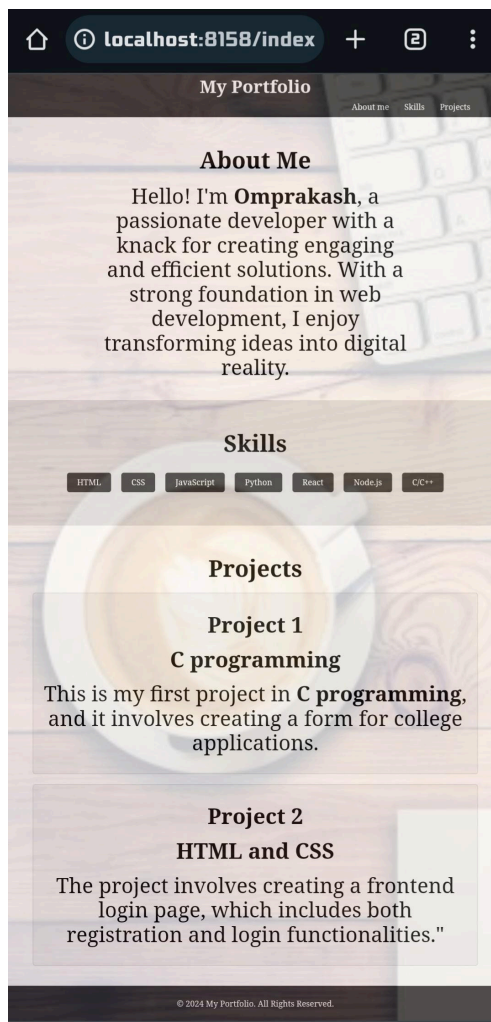 localhost:8158/index
2
My Portfolio
About me Skills Projects
About Me
Hello! I'm Omprakash, a
passionate developer with a
knack for creating engaging
and efficient solutions. With a
strong foundation in web
development, I enjoy
transforming ideas into digital
reality.
Skills
HTML CSS JavaScript Python React Node.js C/C++
Projects
Project 1
C programming
This is my first project in C programming,
and it involves creating a form for college
applications.
Project 2
HTML and CSS
The project involves creating a frontend
login page, which includes both
registration and login functionalities."
© 2024 My Portfolio. All Rights Reserved.